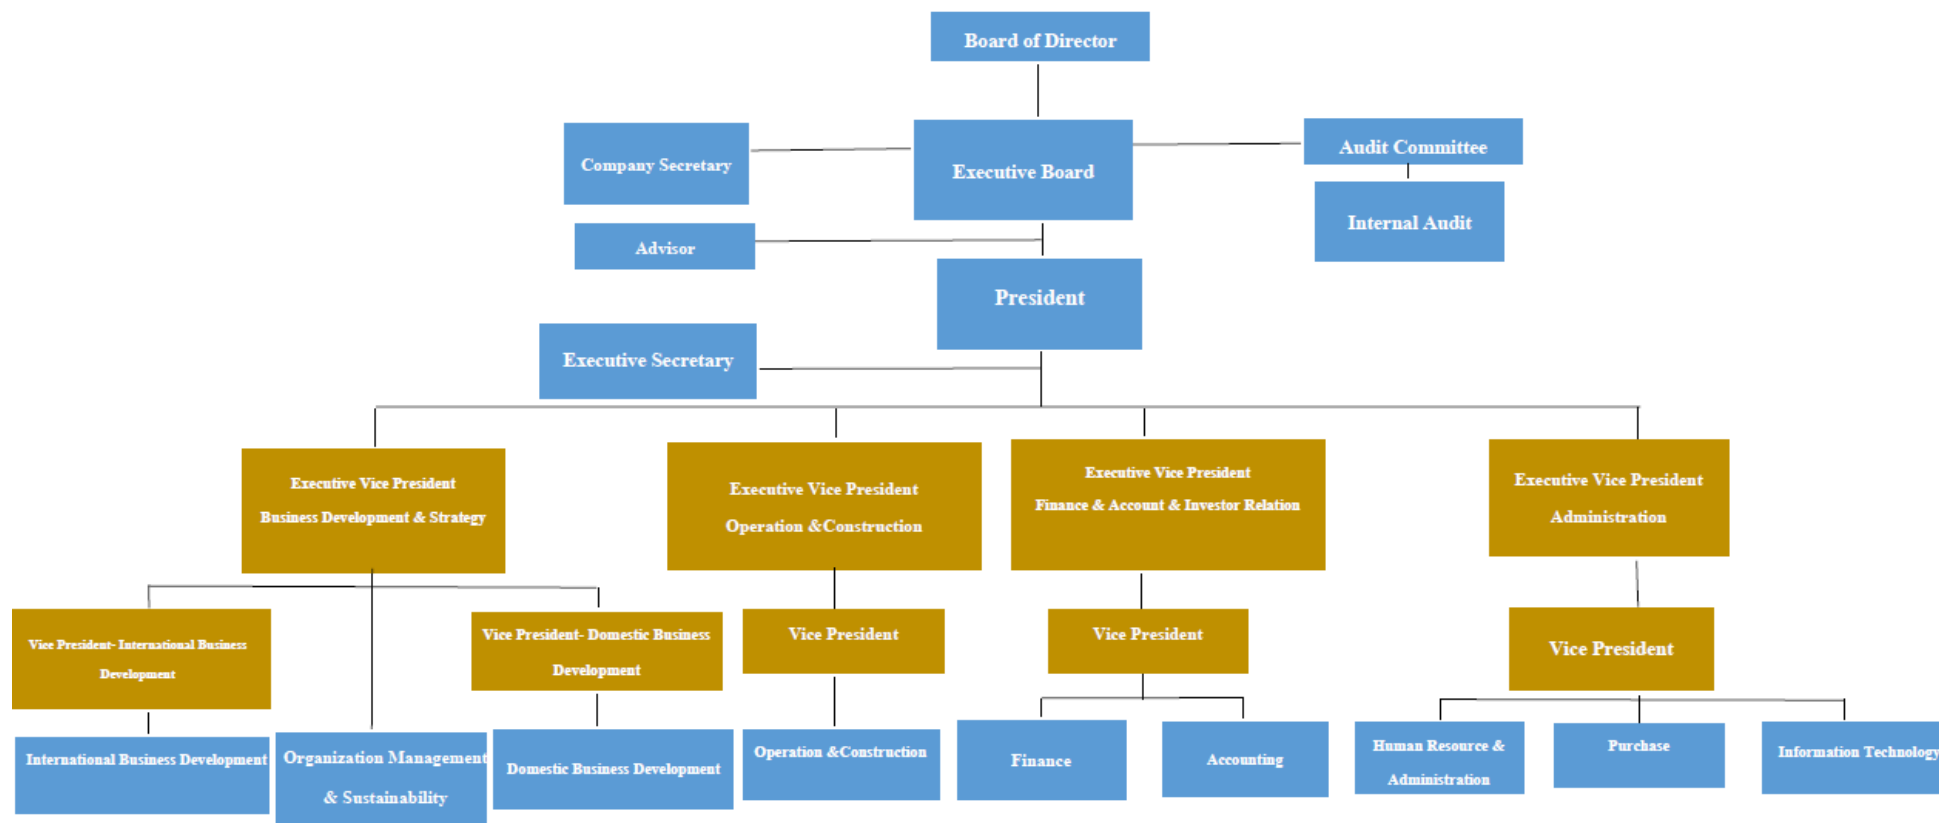 Board of Director
Company Secretary
Executive Board
Audit Committee
Internal Audit
Advisor
President
Executive Secretary
Executive Vice President
Business Development & Strategy
Executive Vice President
Operation &Construction
Executive Vice President
Finance & Account & Investor Relation
Executive Vice President
Administration
Vice President- International Business
Development
Vice President- Domestic Business
Development
Vice President
Vice President
Vice President
International Business Development
Organization Management
& Sustainability
Domestic Business Development
Operation &Construction
Finance
Accounting
Human Resource &
Administration
Purchase
Information Technology